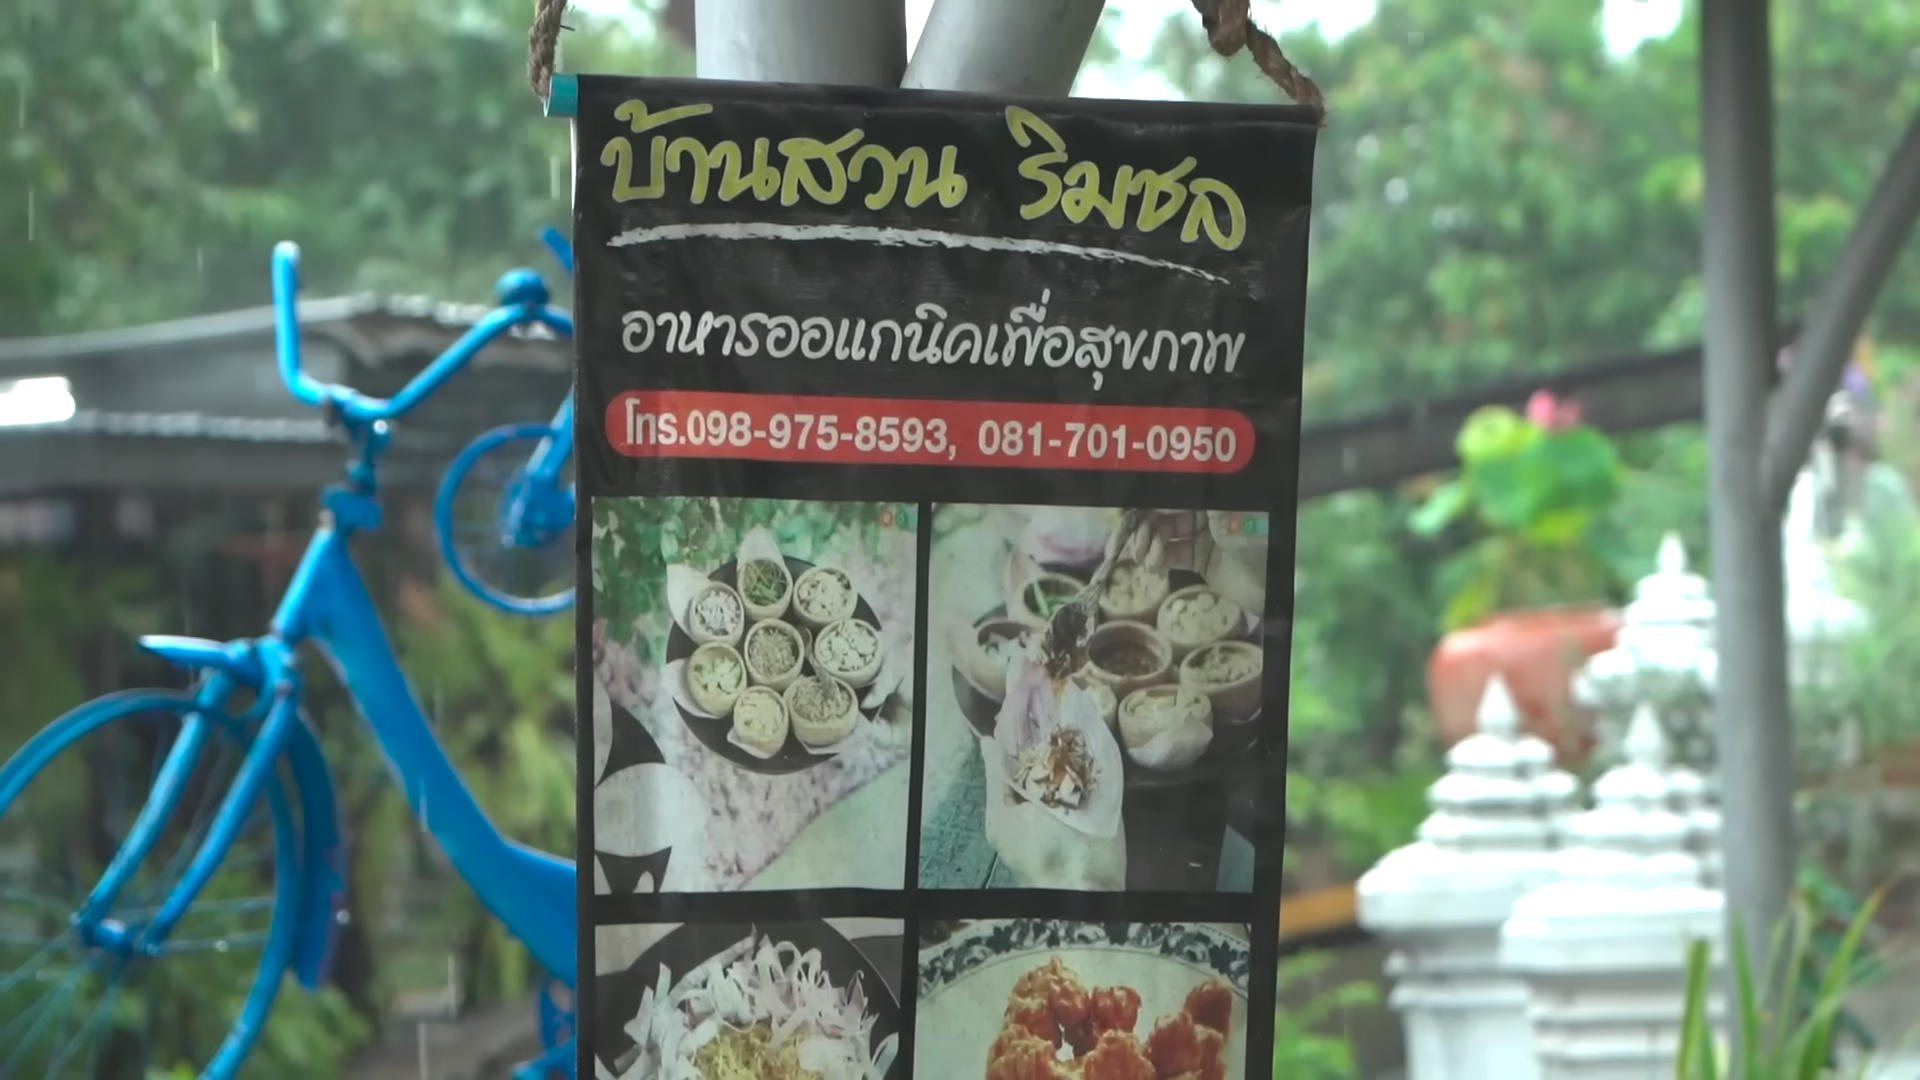 บ้านสวน ริมชล
อาหารออแกนิคเพื่อสุขภาพ
โทร.098-975-8593, 081-701-0950